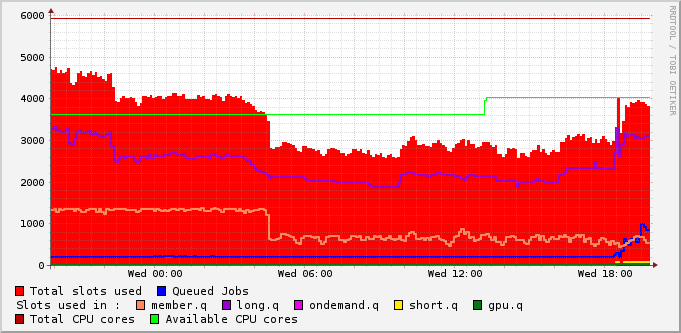 RRDTOOL / TOBI OETIKER
6000
5000
4000
3000
2000
1000
0
Wed 00:00 Wed 06:00 Wed 12:00 Wed 18:00
Total slots used Queued Jobs
Slots used in : member.q long.q ondemand.q short.q gpu.q
Total CPU cores Available CPU cores